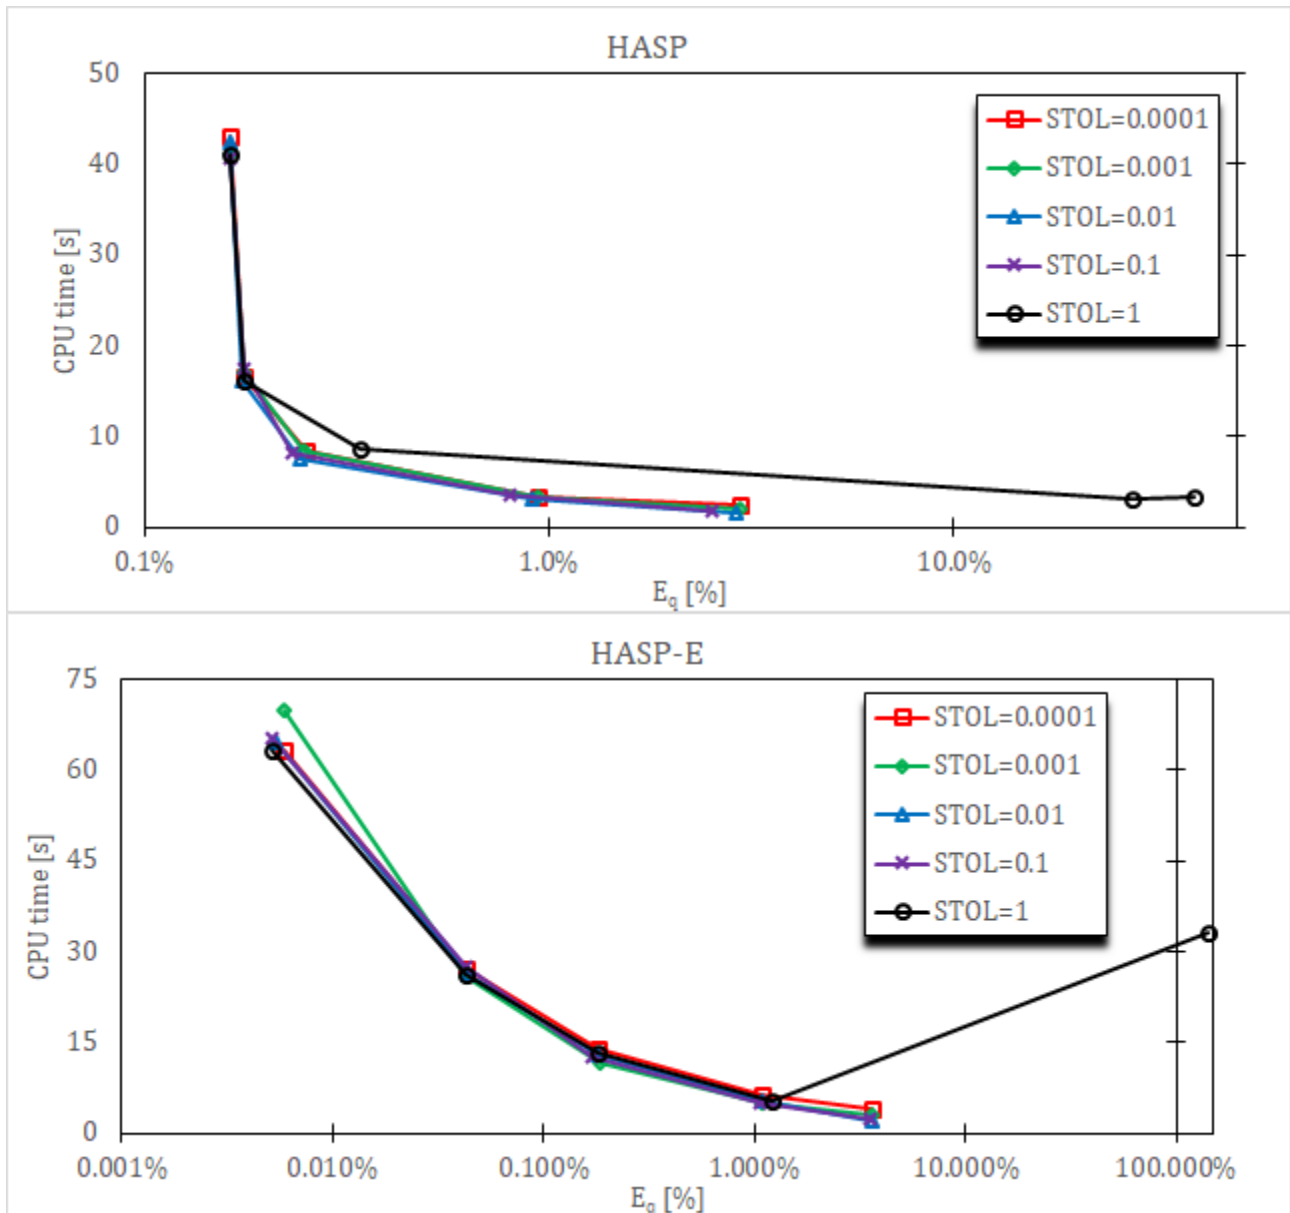 HASP
50
40
30
20
10
0
CPU time [s]
STOL=0.0001
STOL=0.001
STOL=0.01
STOL=0.1
STOL=1
0.1% 1.0% 10.0%
Eq [%]
HASP-E
75
60
45
30
15
0
CPU time [s]
STOL=0.0001
STOL=0.001
STOL=0.01
STOL=0.1
STOL=1
0.001% 0.010% 0.100% 1.000% 10.000% 100.000%
Eq [%]